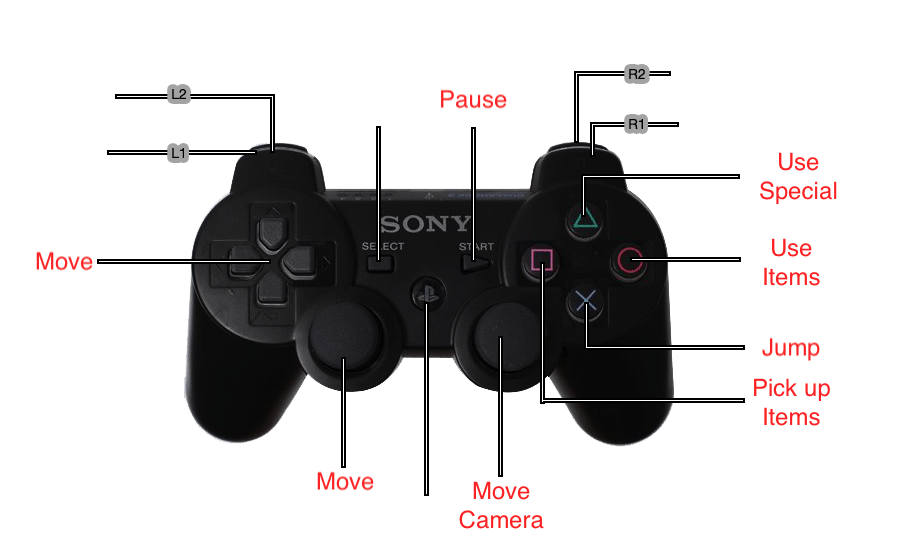 R2
L2
Pause
R1
L1
Use
Special
SONY
SELECT
START
Move
Use
Items
Jump
Pick up
Items
Move
Move
Camera